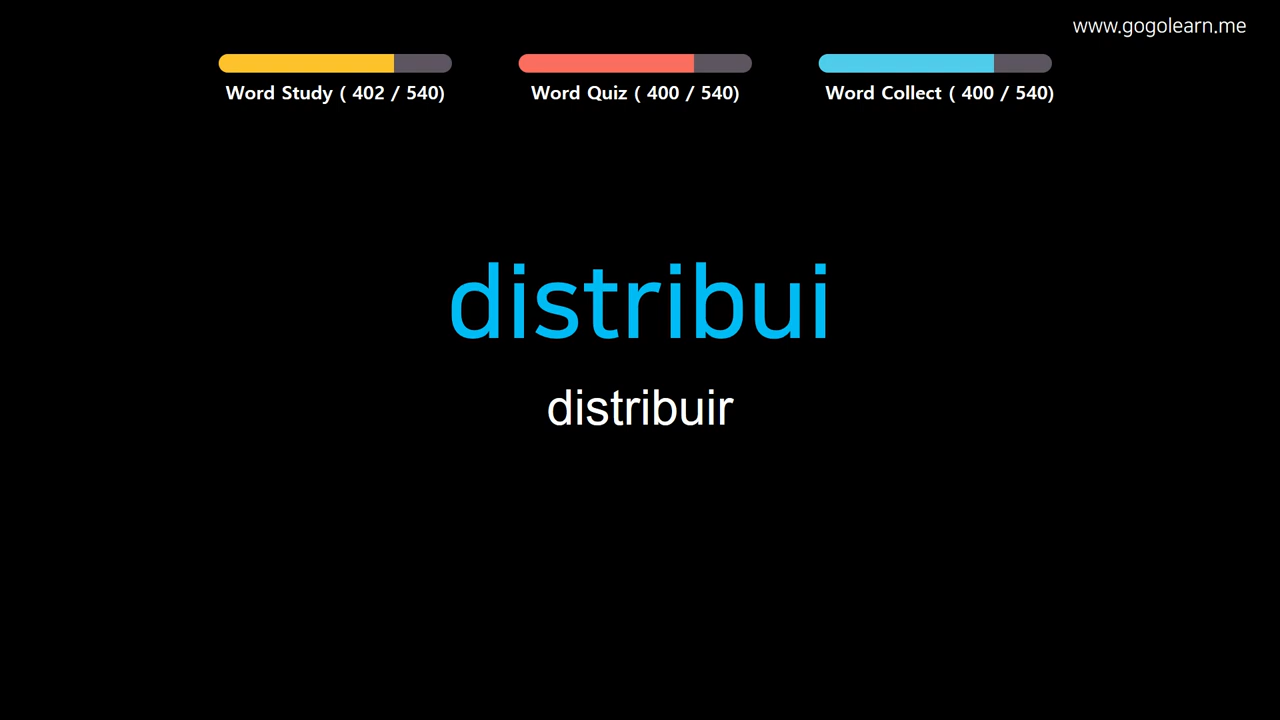 www.gogolearn.me
Word Study ( 402 / 540)
Word Quiz ( 400 / 540)
Word Collect ( 400 / 540)
distribui
distribuir